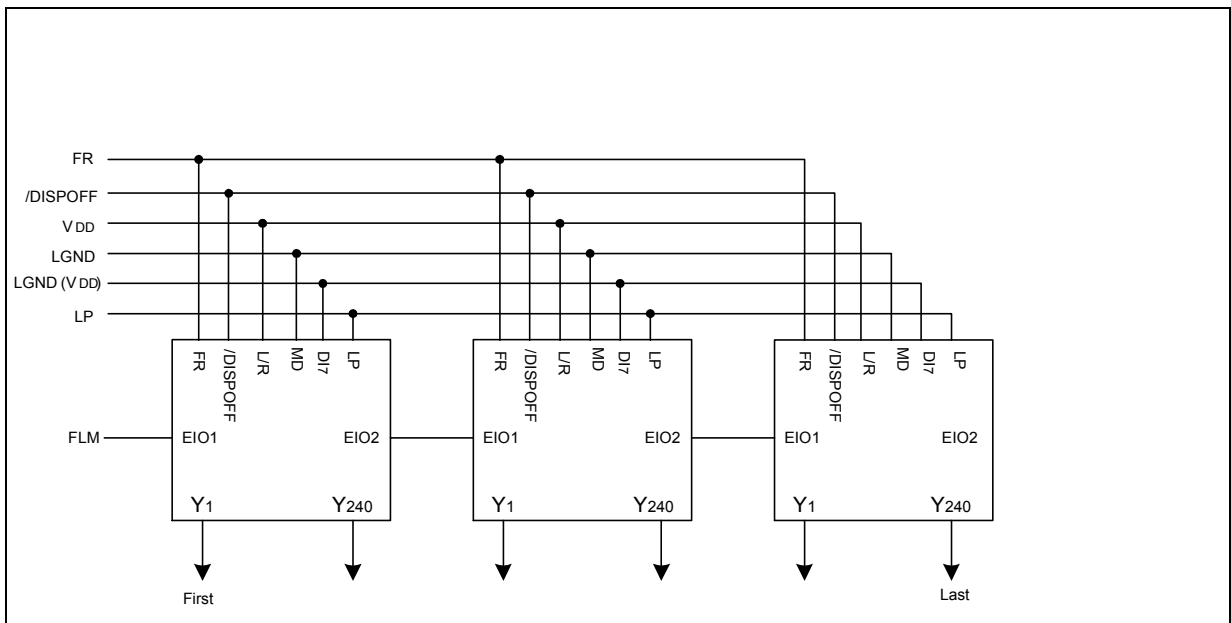 FR
/DISPOFF
VDD
LGND
LGND (VDD)
LP
FR /DISPOFF L/R MD DI7 LP
FR /DISPOFF L/R MD DI7 LP
FR /DISPOFF L/R MD DI7 LP
FLM EIO1 EIO2 EIO1 EIO2 EIO1 EIO2
Y1 Y240 Y1 Y240 Y1 Y240
First Last